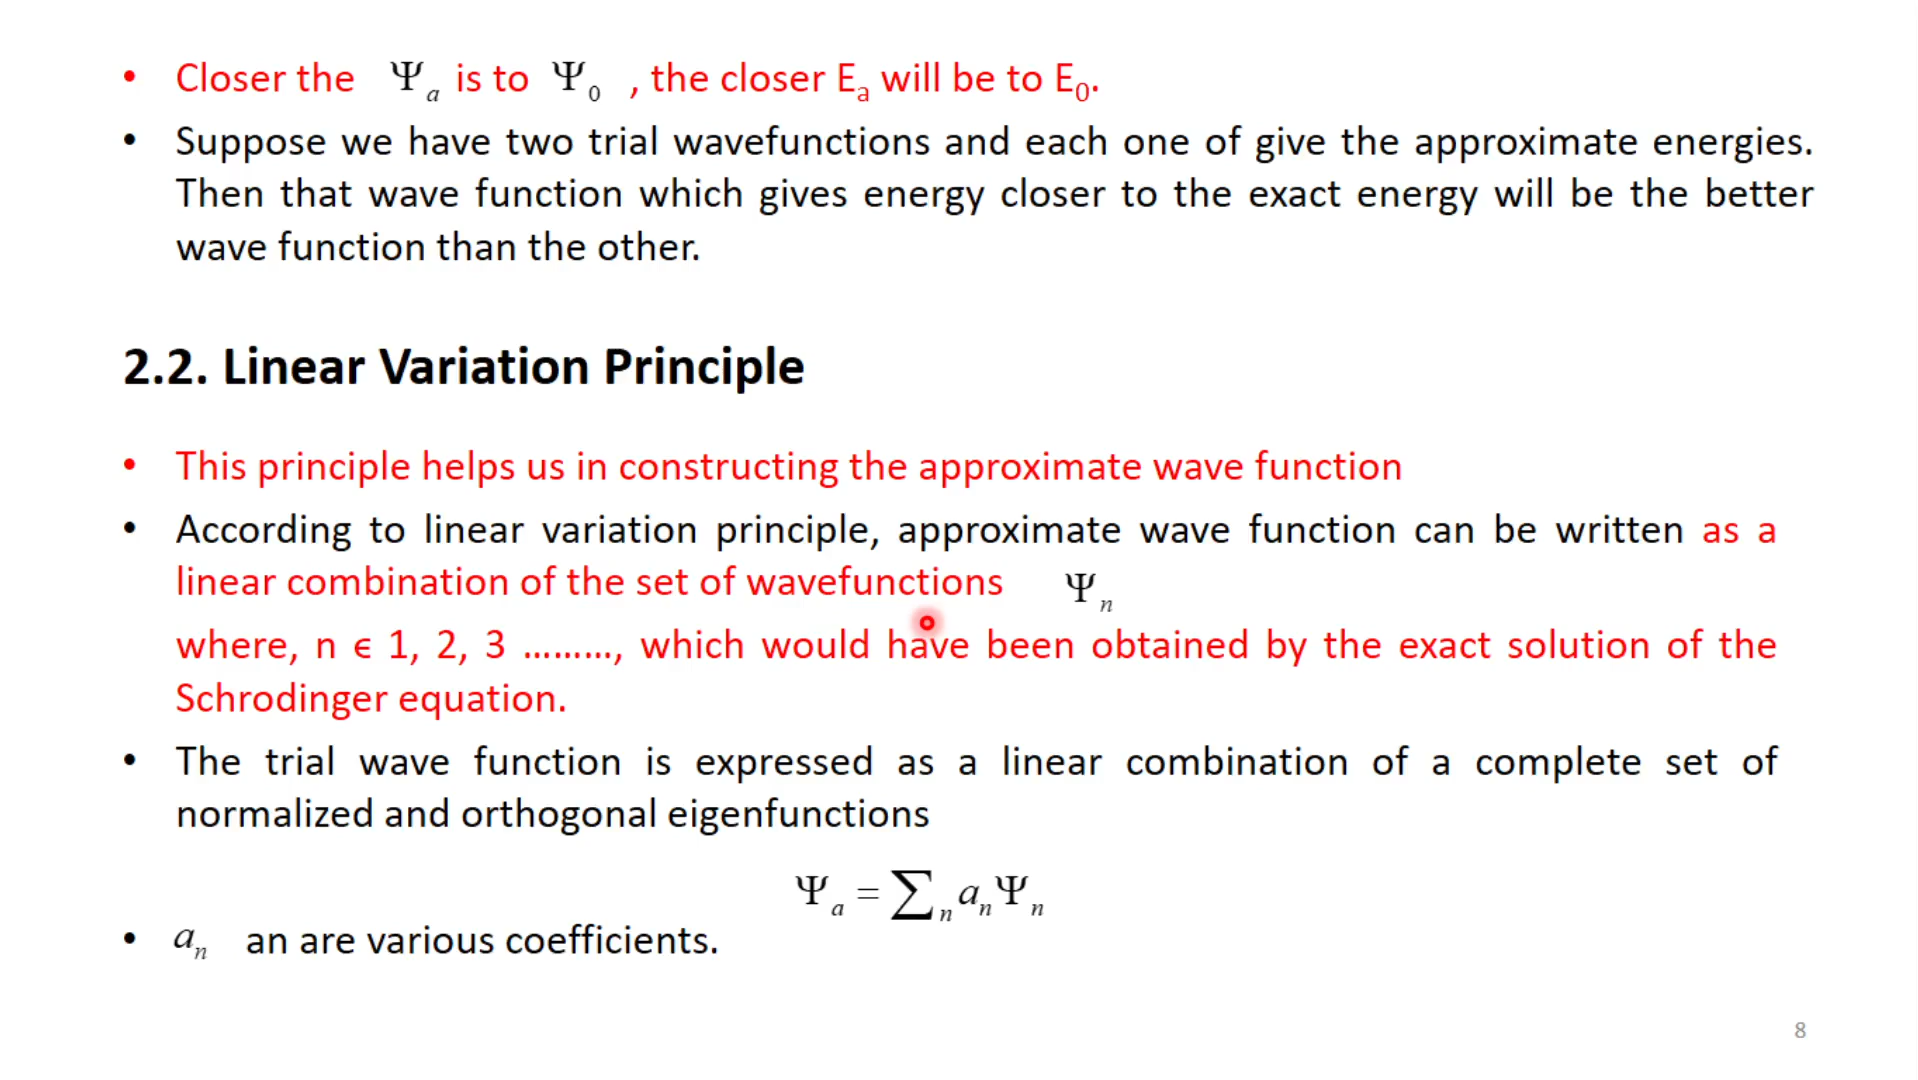 • Closer the Ψa is to Ψ0 , the closer Ea will be to E0.
• Suppose we have two trial wavefunctions and each one of give the approximate energies.
Then that wave function which gives energy closer to the exact energy will be the better
wave function than the other.
2.2. Linear Variation Principle
• This principle helps us in constructing the approximate wave function
• According to linear variation principle, approximate wave function can be written as a
linear combination of the set of wavefunctions Ψn
where, n ϵ 1, 2, 3 ………, which would have been obtained by the exact solution of the
Schrodinger equation.
• The trial wave function is expressed as a linear combination of a complete set of
normalized and orthogonal eigenfunctions
Ψa = ∑n anΨn
• an an are various coefficients.
8